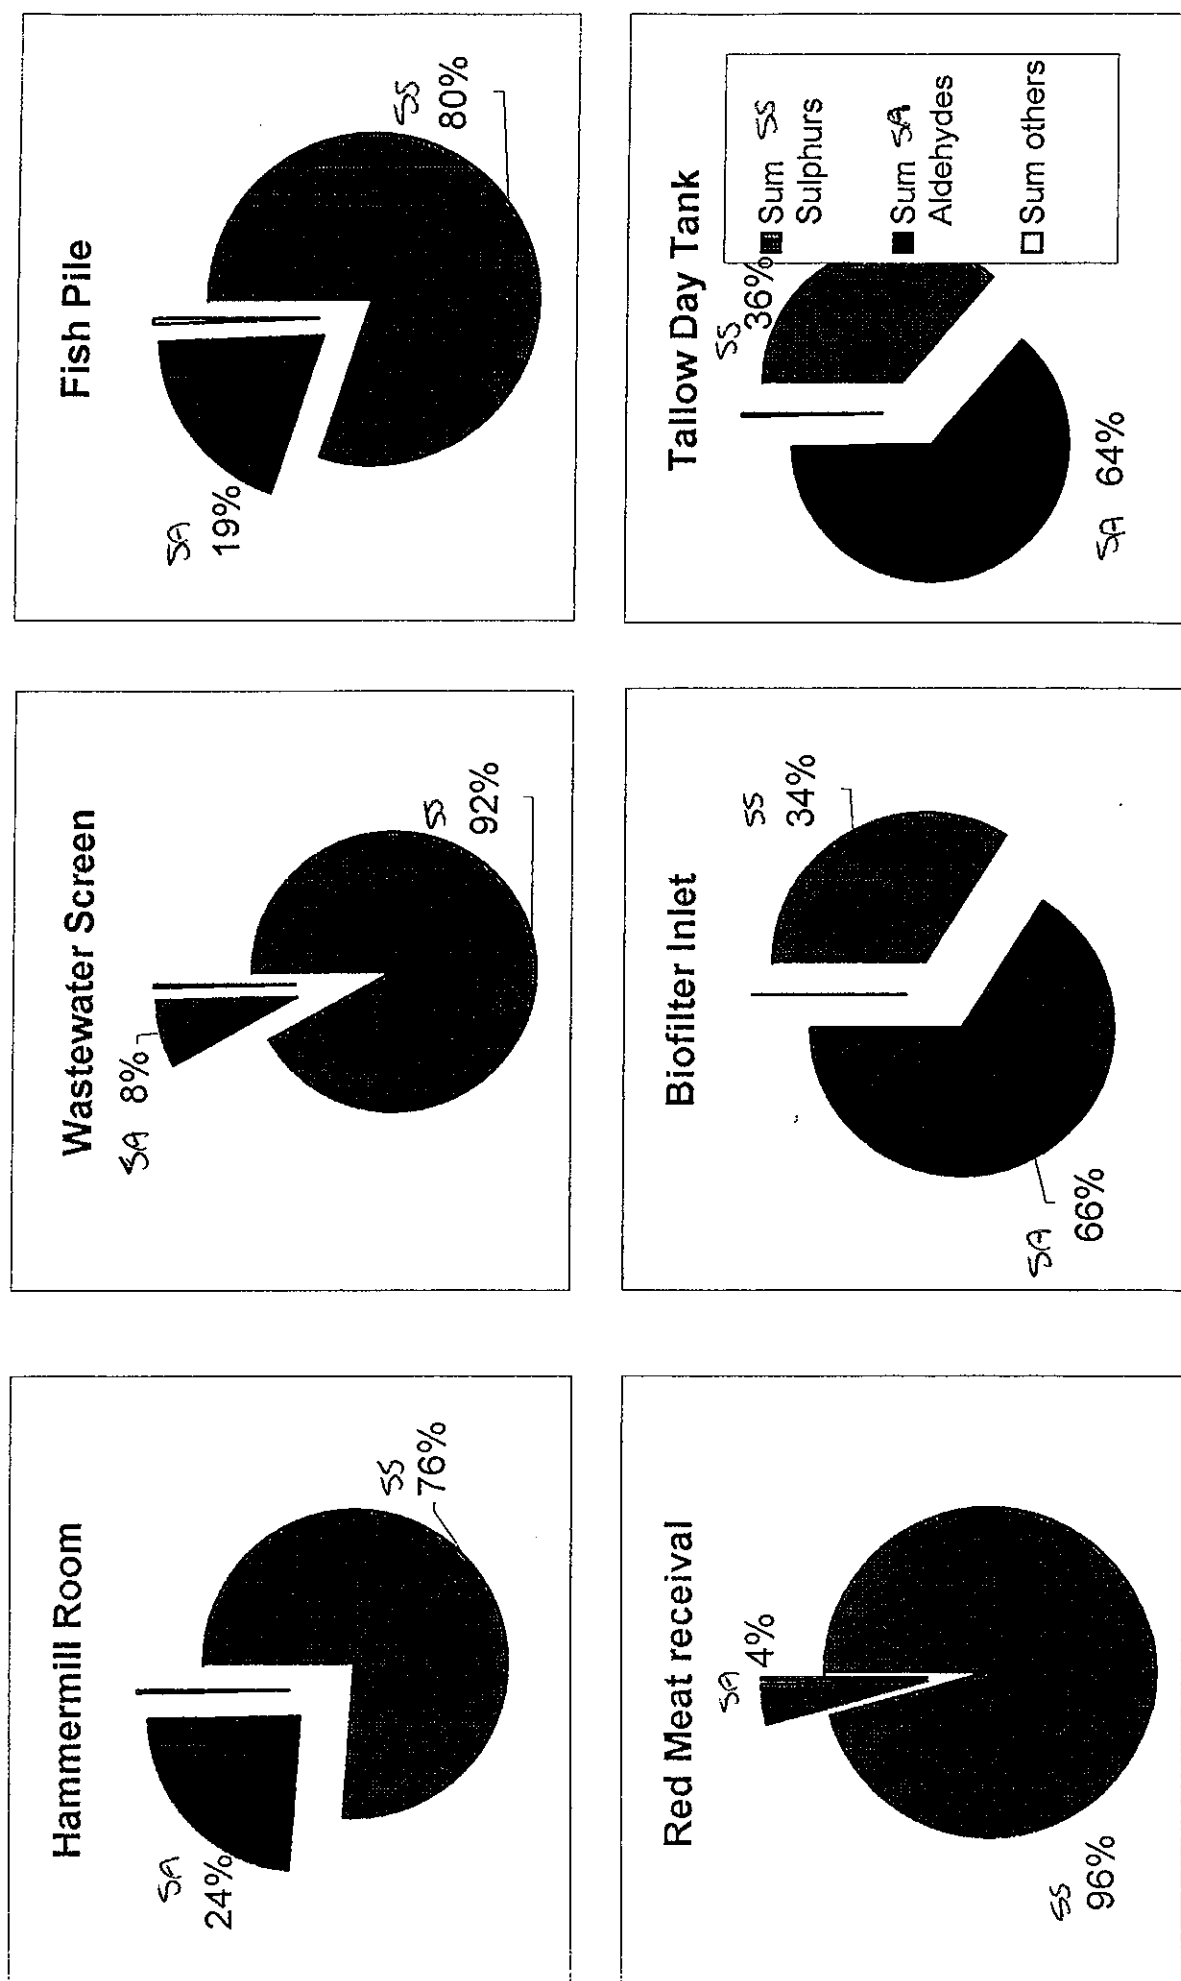 Hammermill Room
SA
24%
SS
76%
Wastewater Screen
SA 8%
SS
92%
Fish Pile
SA
19%
SS
80%
Red Meat receival
SA
4%
SS
96%
Biofilter Inlet
SS
34%
SA
66%
Tallow Day Tank
SS
36%
SA 64%
Sum SS
Sulphurs
Sum SA
Aldehydes
Sum others